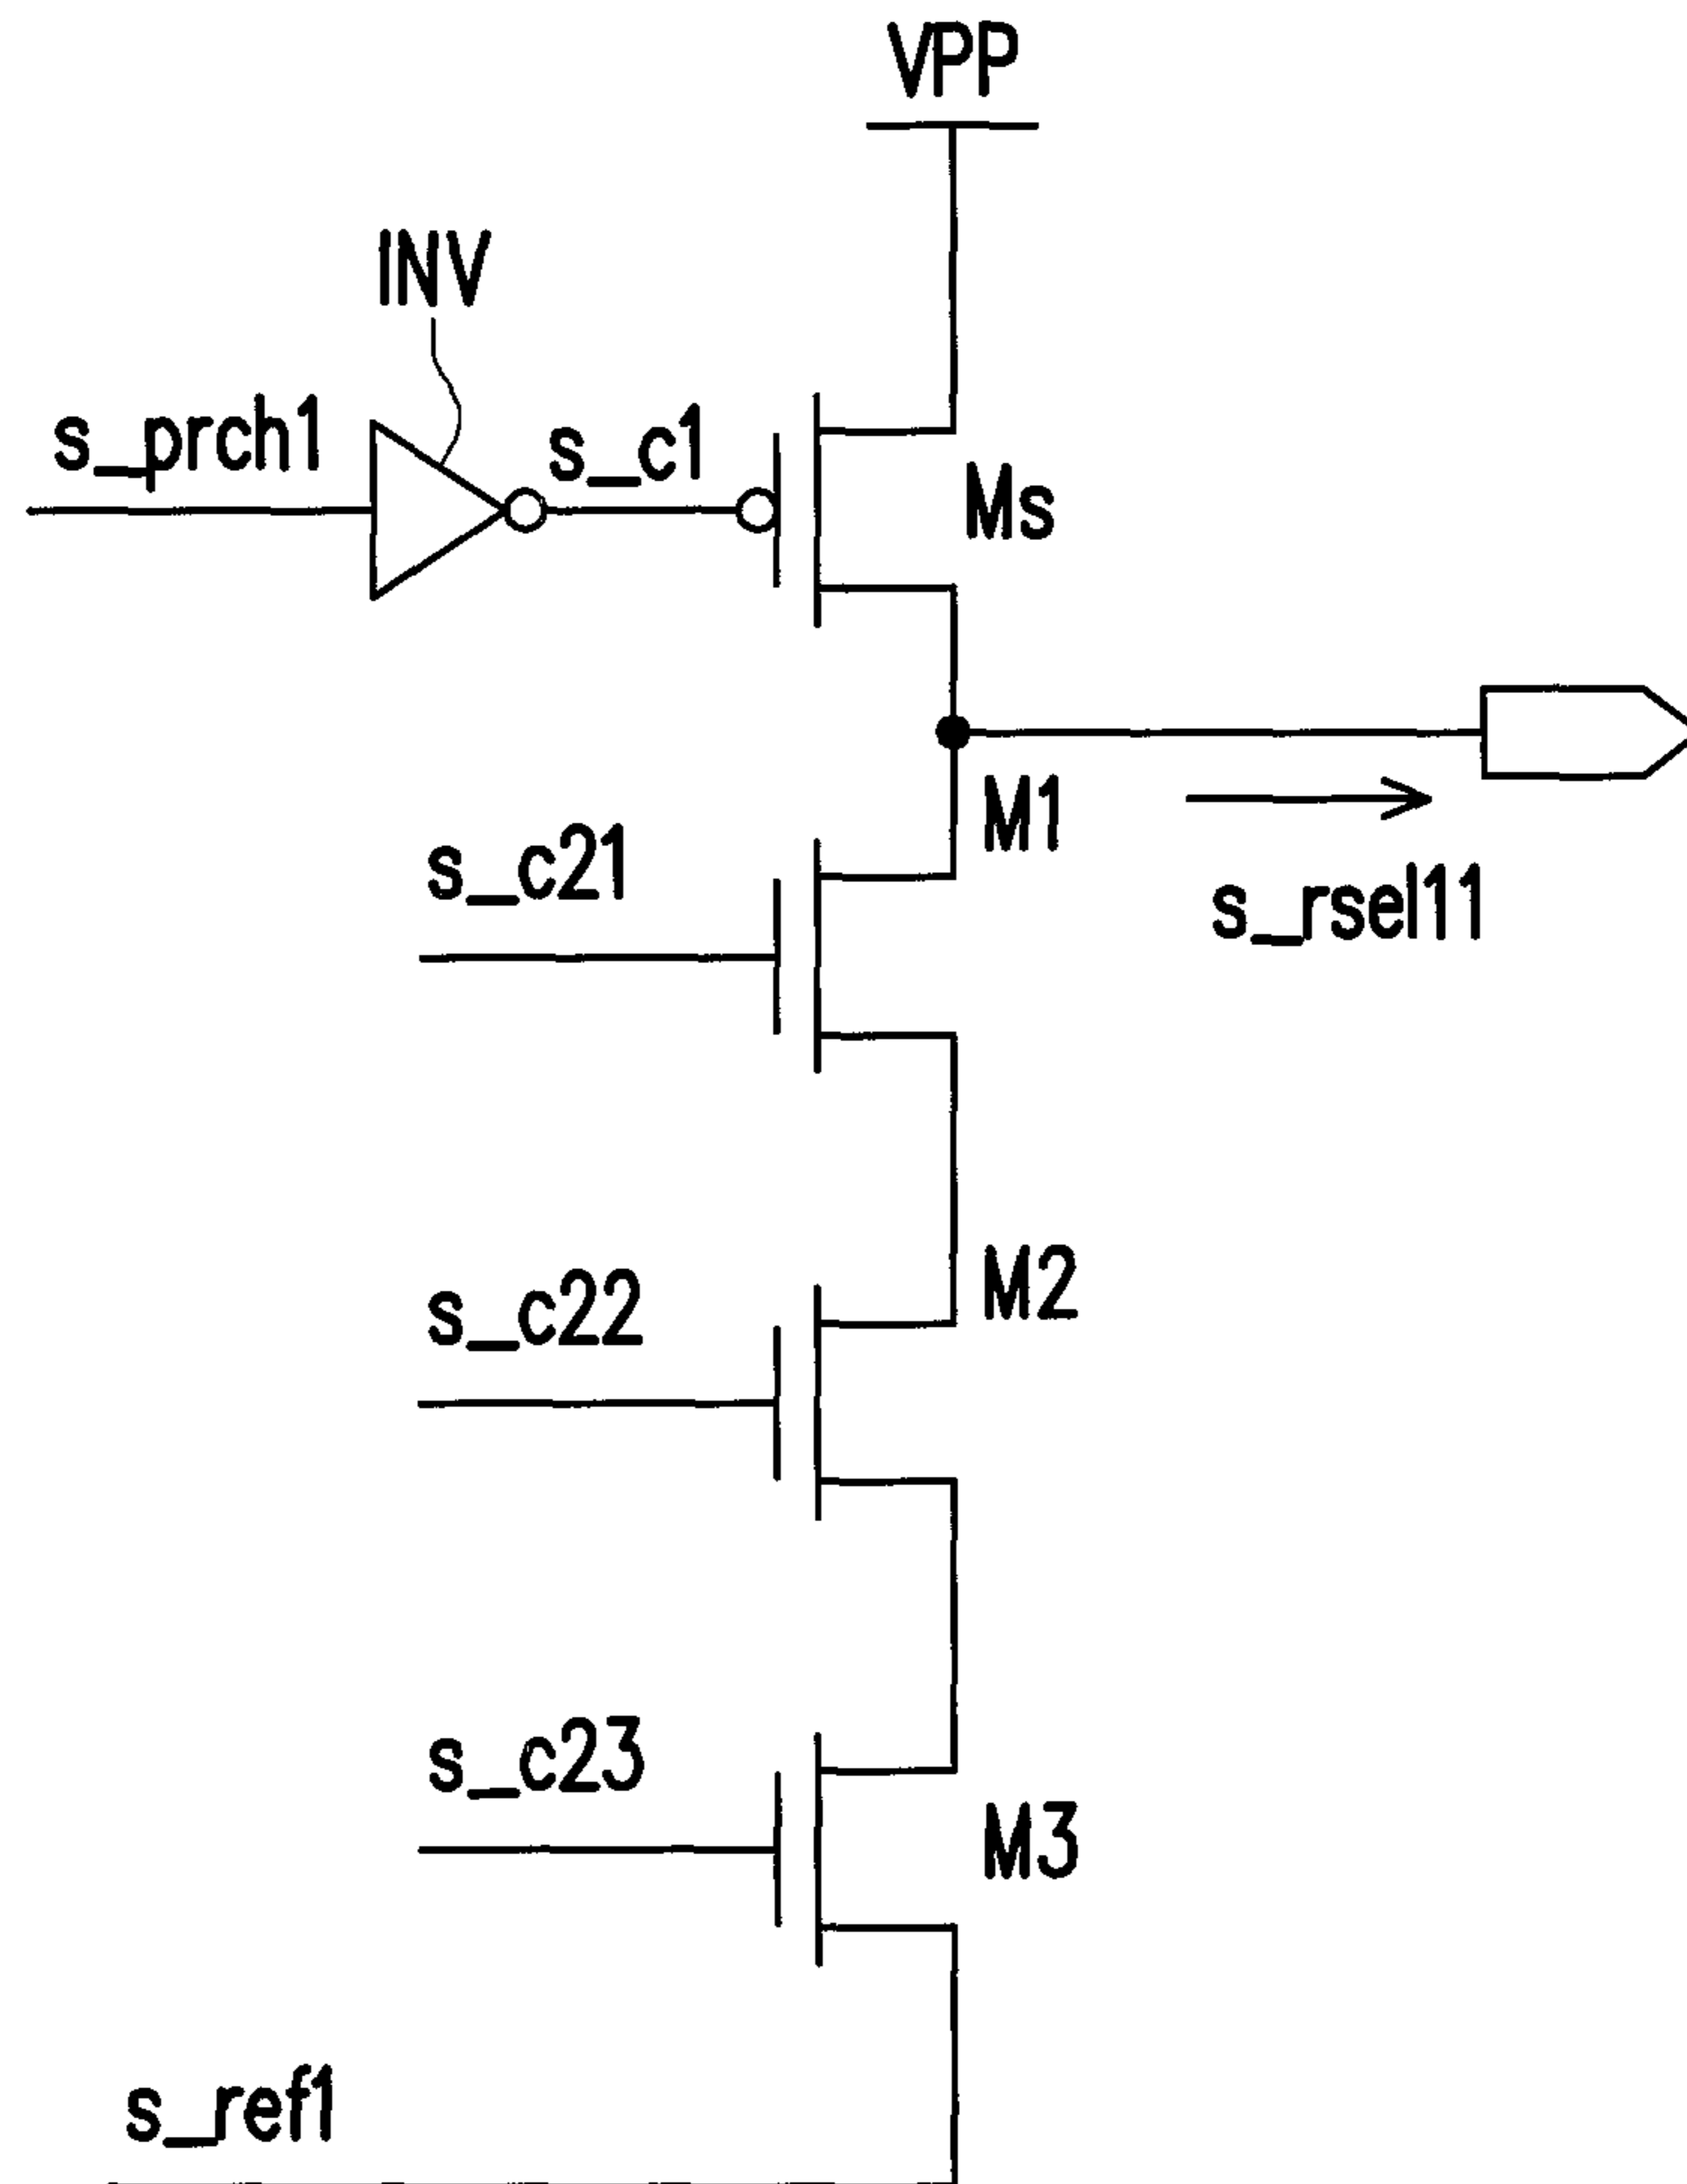 VPP
INV
s_prch1
s_c1
Ms
M1
s_c21
s_rsel11
M2
s_c22
s_c23
M3
s_ref1